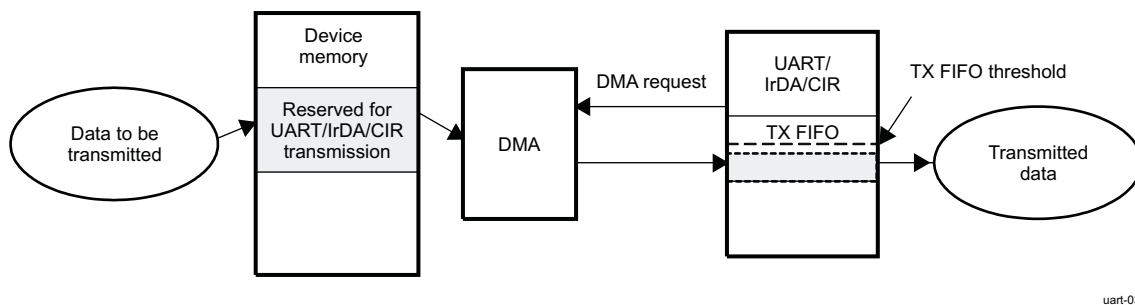 Device
memory
Reserved for
UART/IrDA/CIR
transmission
Data to be
transmitted
DMA
DMA request
UART/
IrDA/CIR
TX FIFO
TX FIFO threshold
Transmitted
data